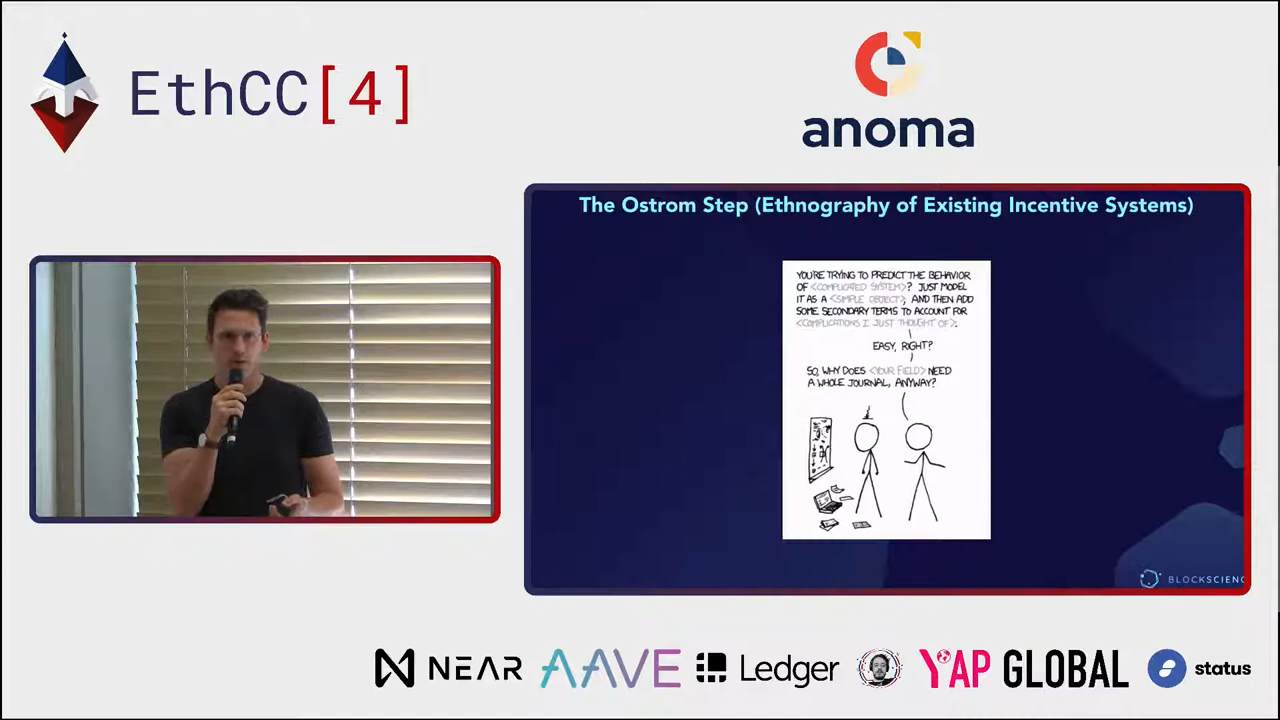 EthCC[4]
anoma
The Ostrom Step (Ethnography of Existing Incentive Systems)
YOU'RE TRYING TO PREDICT THE BEHAVIOR
OF <COMPLICATED SYSTEM>? JUST MODEL
IT AS A <SIMPLE OBJECT>, AND THEN ADD
SOME SECONDARY TERMS TO ACCOUNT FOR
<COMPLICATIONS I JUST THOUGHT OF>.
EASY, RIGHT?
SO, WHY DOES <YOUR FIELD> NEED
A WHOLE JOURNAL, ANYWAY?
BLOCKSCIENC
NEAR
AAVE
Ledger
YAP GLOBAL
status